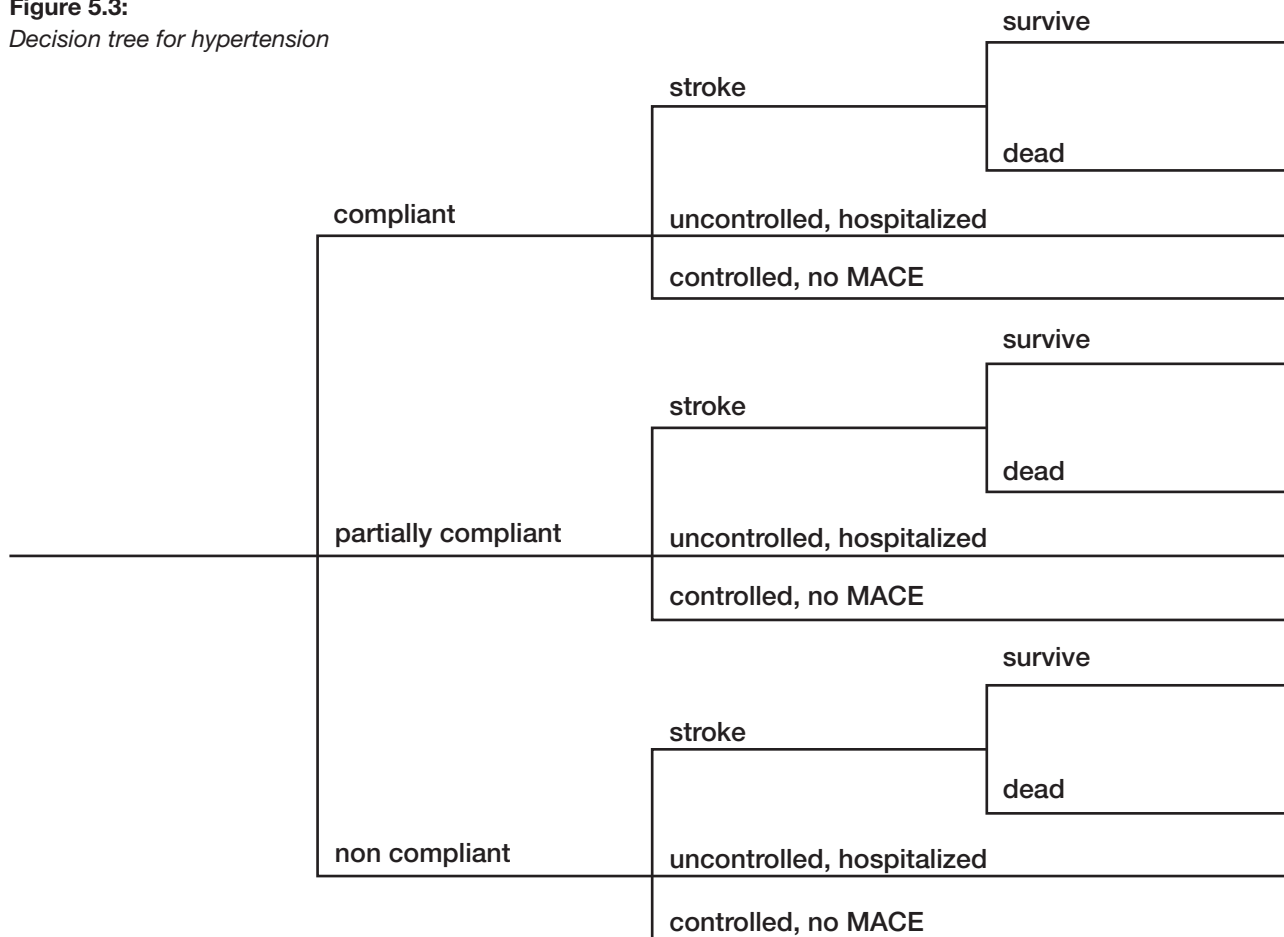 Figure 5.3:
Decision tree for hypertension
survive
stroke
dead
compliant
uncontrolled, hospitalized
controlled, no MACE
survive
stroke
dead
partially compliant
uncontrolled, hospitalized
controlled, no MACE
survive
stroke
dead
non compliant
uncontrolled, hospitalized
controlled, no MACE